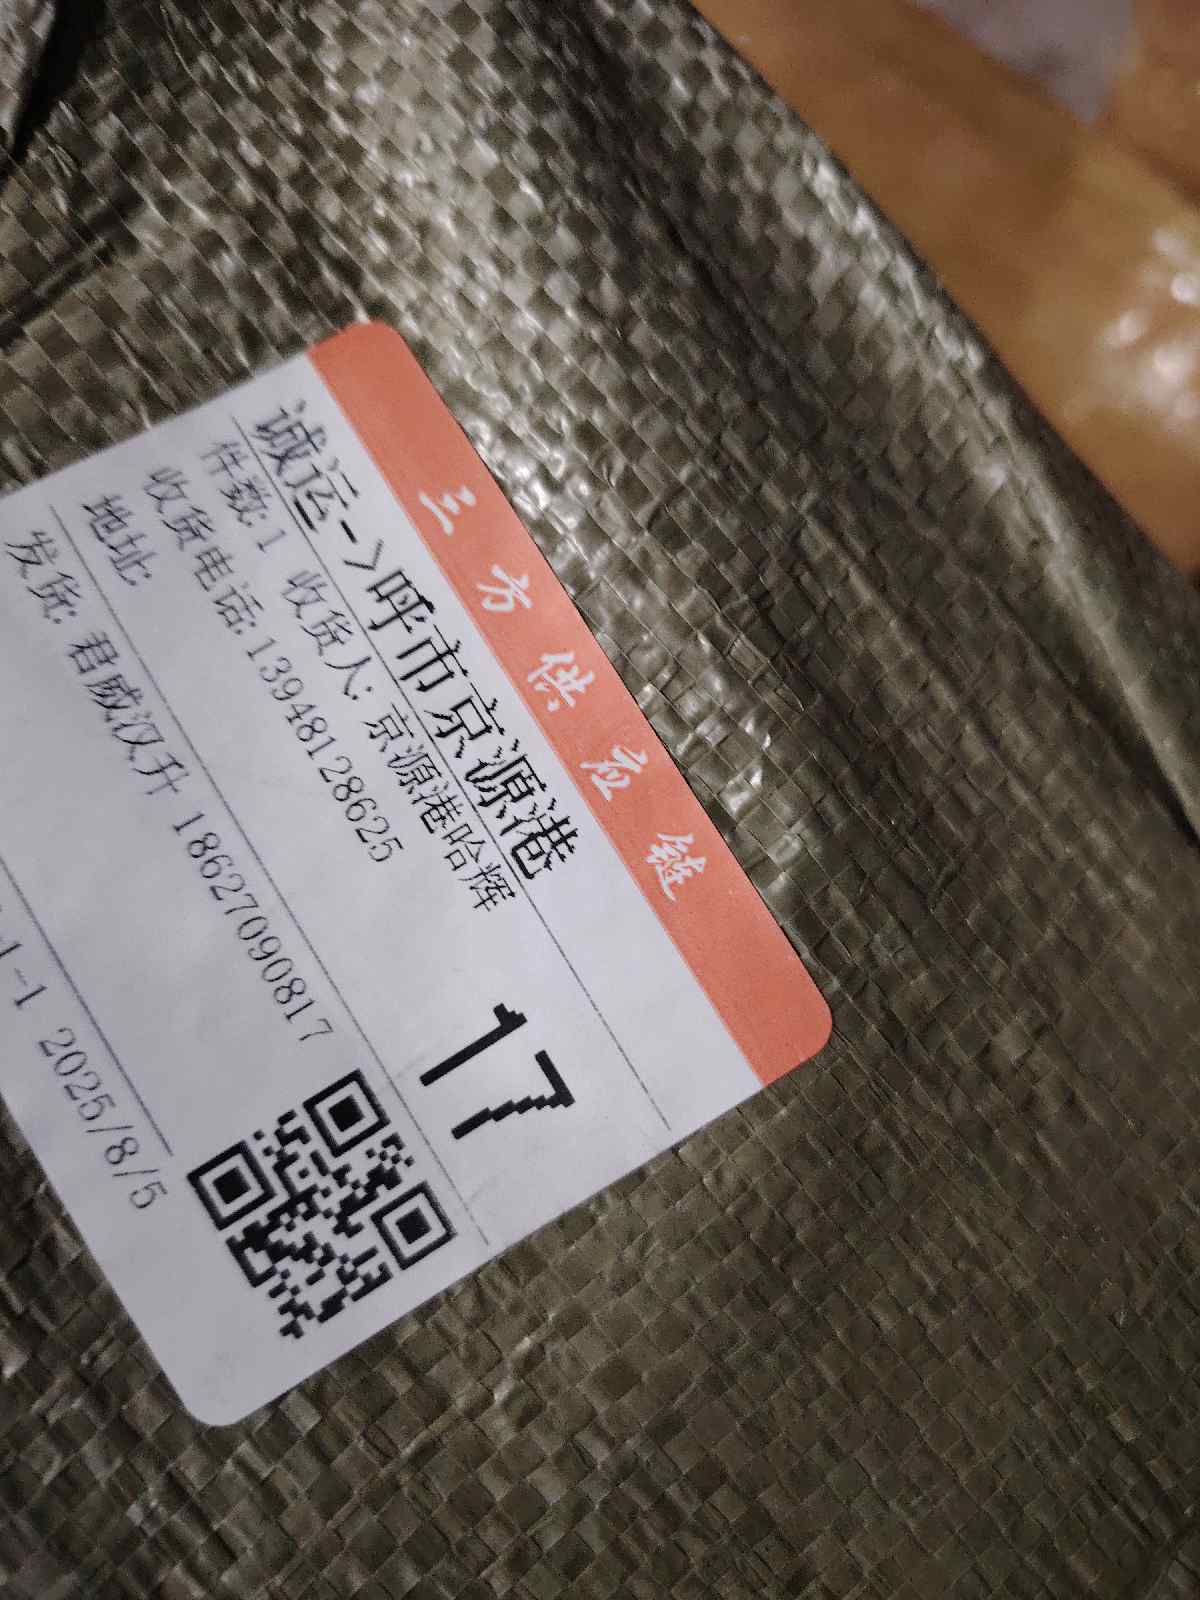 三方供应链
诚运->呼市京源港
件数:1 收货人:京源港哈辉
收货电话:13948128625
17
地址:
发货:君威汉升 18627090817
1-1 2025/8/5